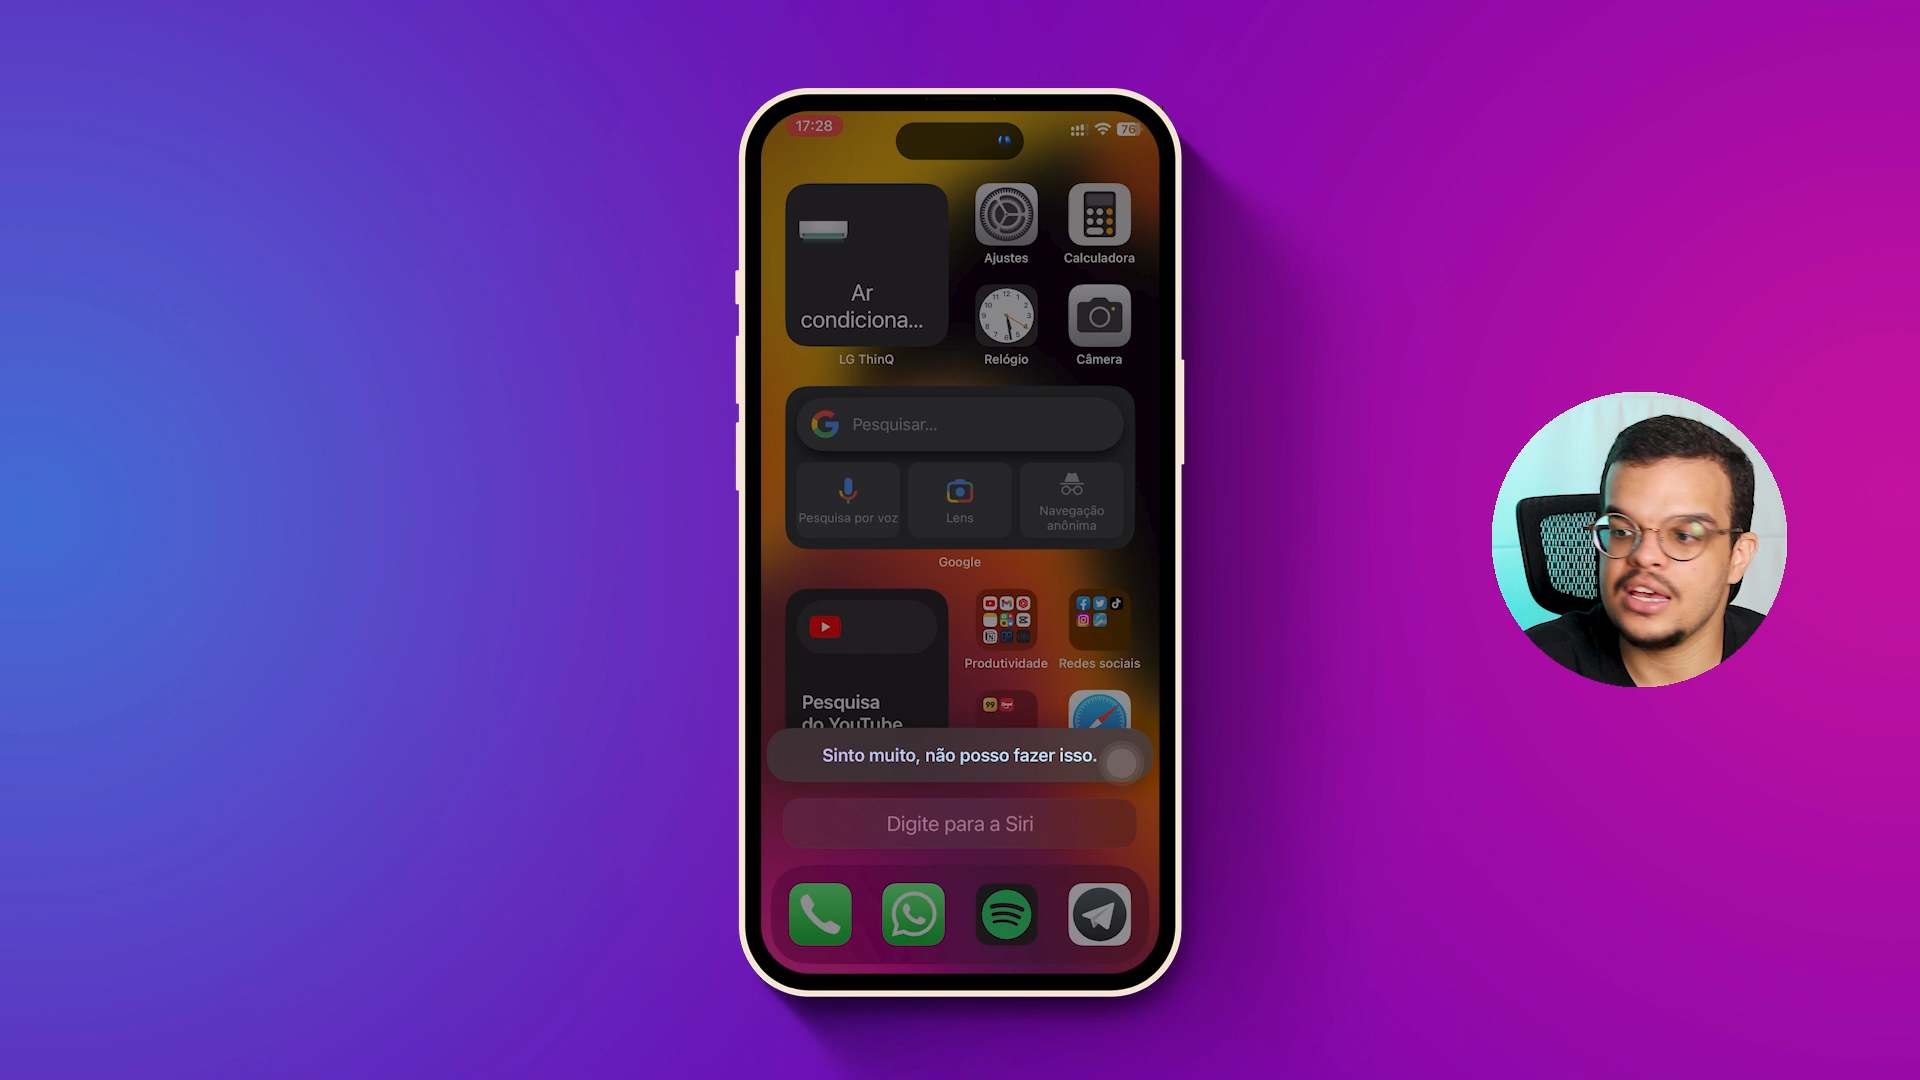 17:28
76
Ar
condiciona...
LG ThinQ
Ajustes
Calculadora
Relógio
Câmera
Pesquisar...
Pesquisa por voz
Lens
Navegação
anônima
Google
Pesquisa
do YouTube
Produtividade
Redes sociais
99
Sinto muito, não posso fazer isso.
Digite para a Siri